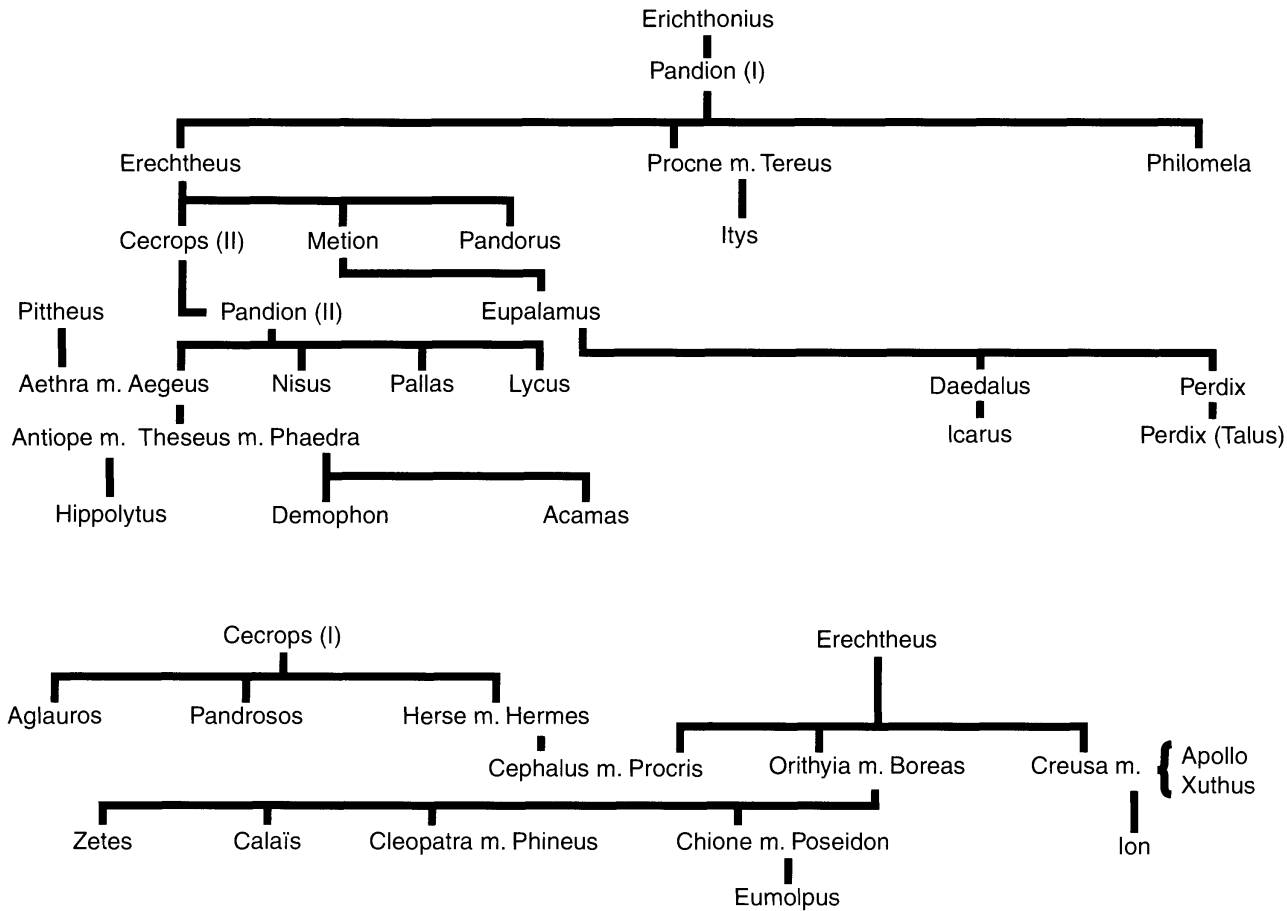 Erichthonius
Pandion (I)
Erechtheus Procne m. Tereus Philomela
Cecrops (II) Metion Pandorus Itys
Pittheus Pandion (II) Eupalamus
Aethra m. Aegeus Nisus Pallas Lycus Daedalus Perdix
Antiope m. Theseus m. Phaedra Icarus Perdix (Talus)
Hippolytus Demophon Acamas
Cecrops (I) Erechtheus
Aglauros Pandrosos Herse m. Hermes
Cephalus m. Procris Orithyia m. Boreas Creusa m. { Apollo
Xuthus
Zetes Calaïs Cleopatra m. Phineus Chione m. Poseidon Ion
Eumolpus